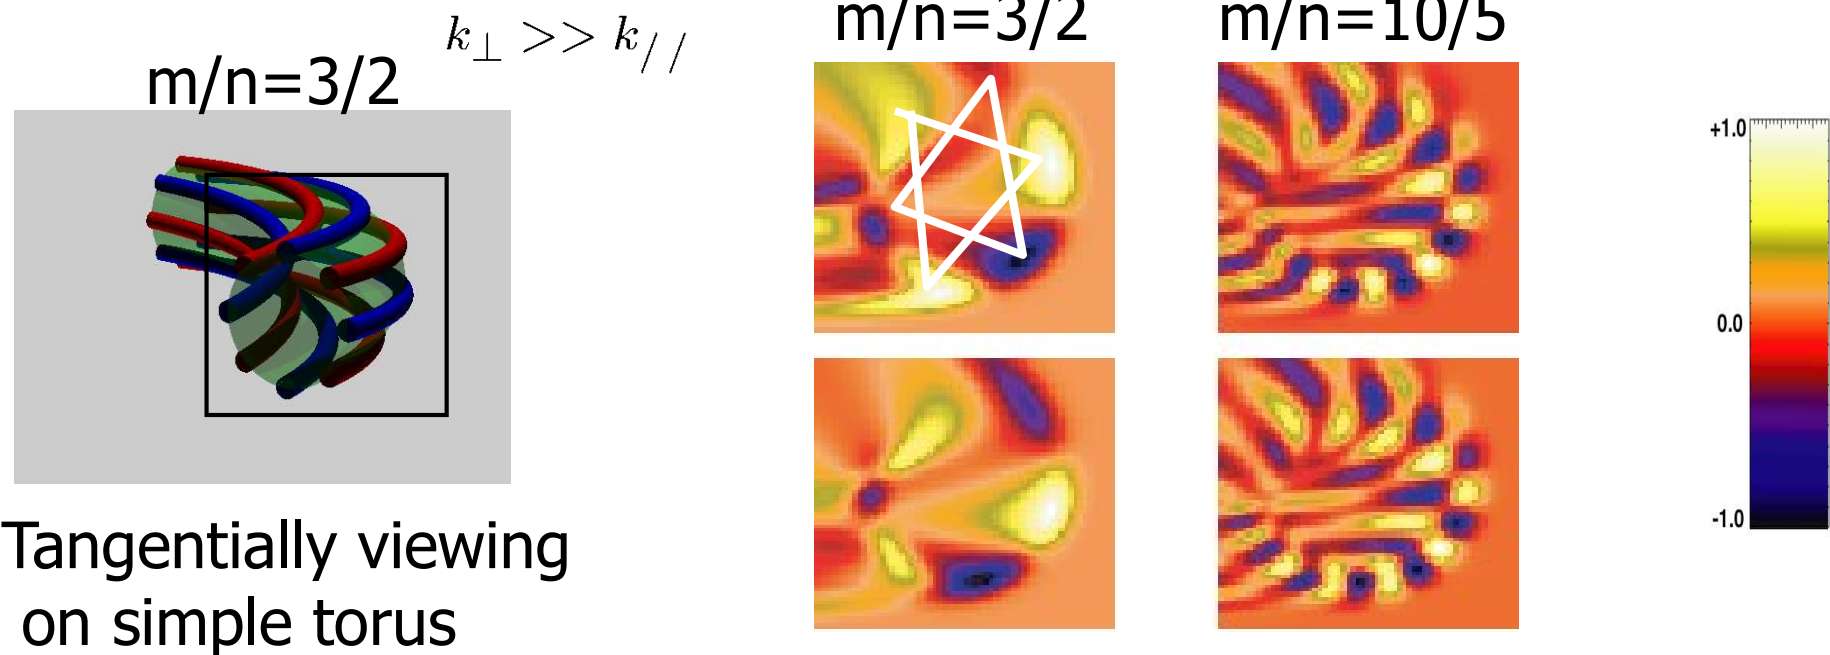 k⊥ >> k//
m/n=3/2
m/n=3/2
m/n=10/5
+1.0
0.0
-1.0
Tangentially viewing
on simple torus